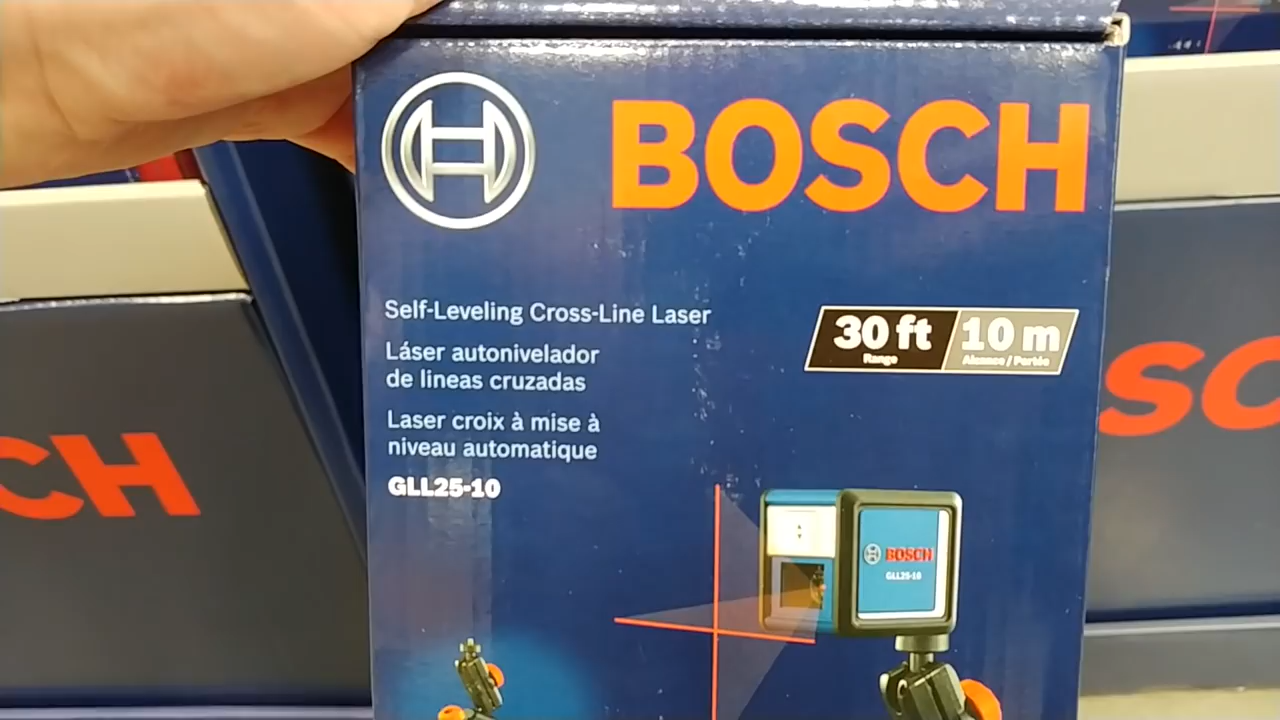 BOSCH
Self-Leveling Cross-Line Laser
Láser autonivelador
de lineas cruzadas
Laser croix à mise à
niveau automatique
GLL25-10
30 ft
Range
10 m
Alcance / Portée
BOSCH
GLL25-10
CH
SC